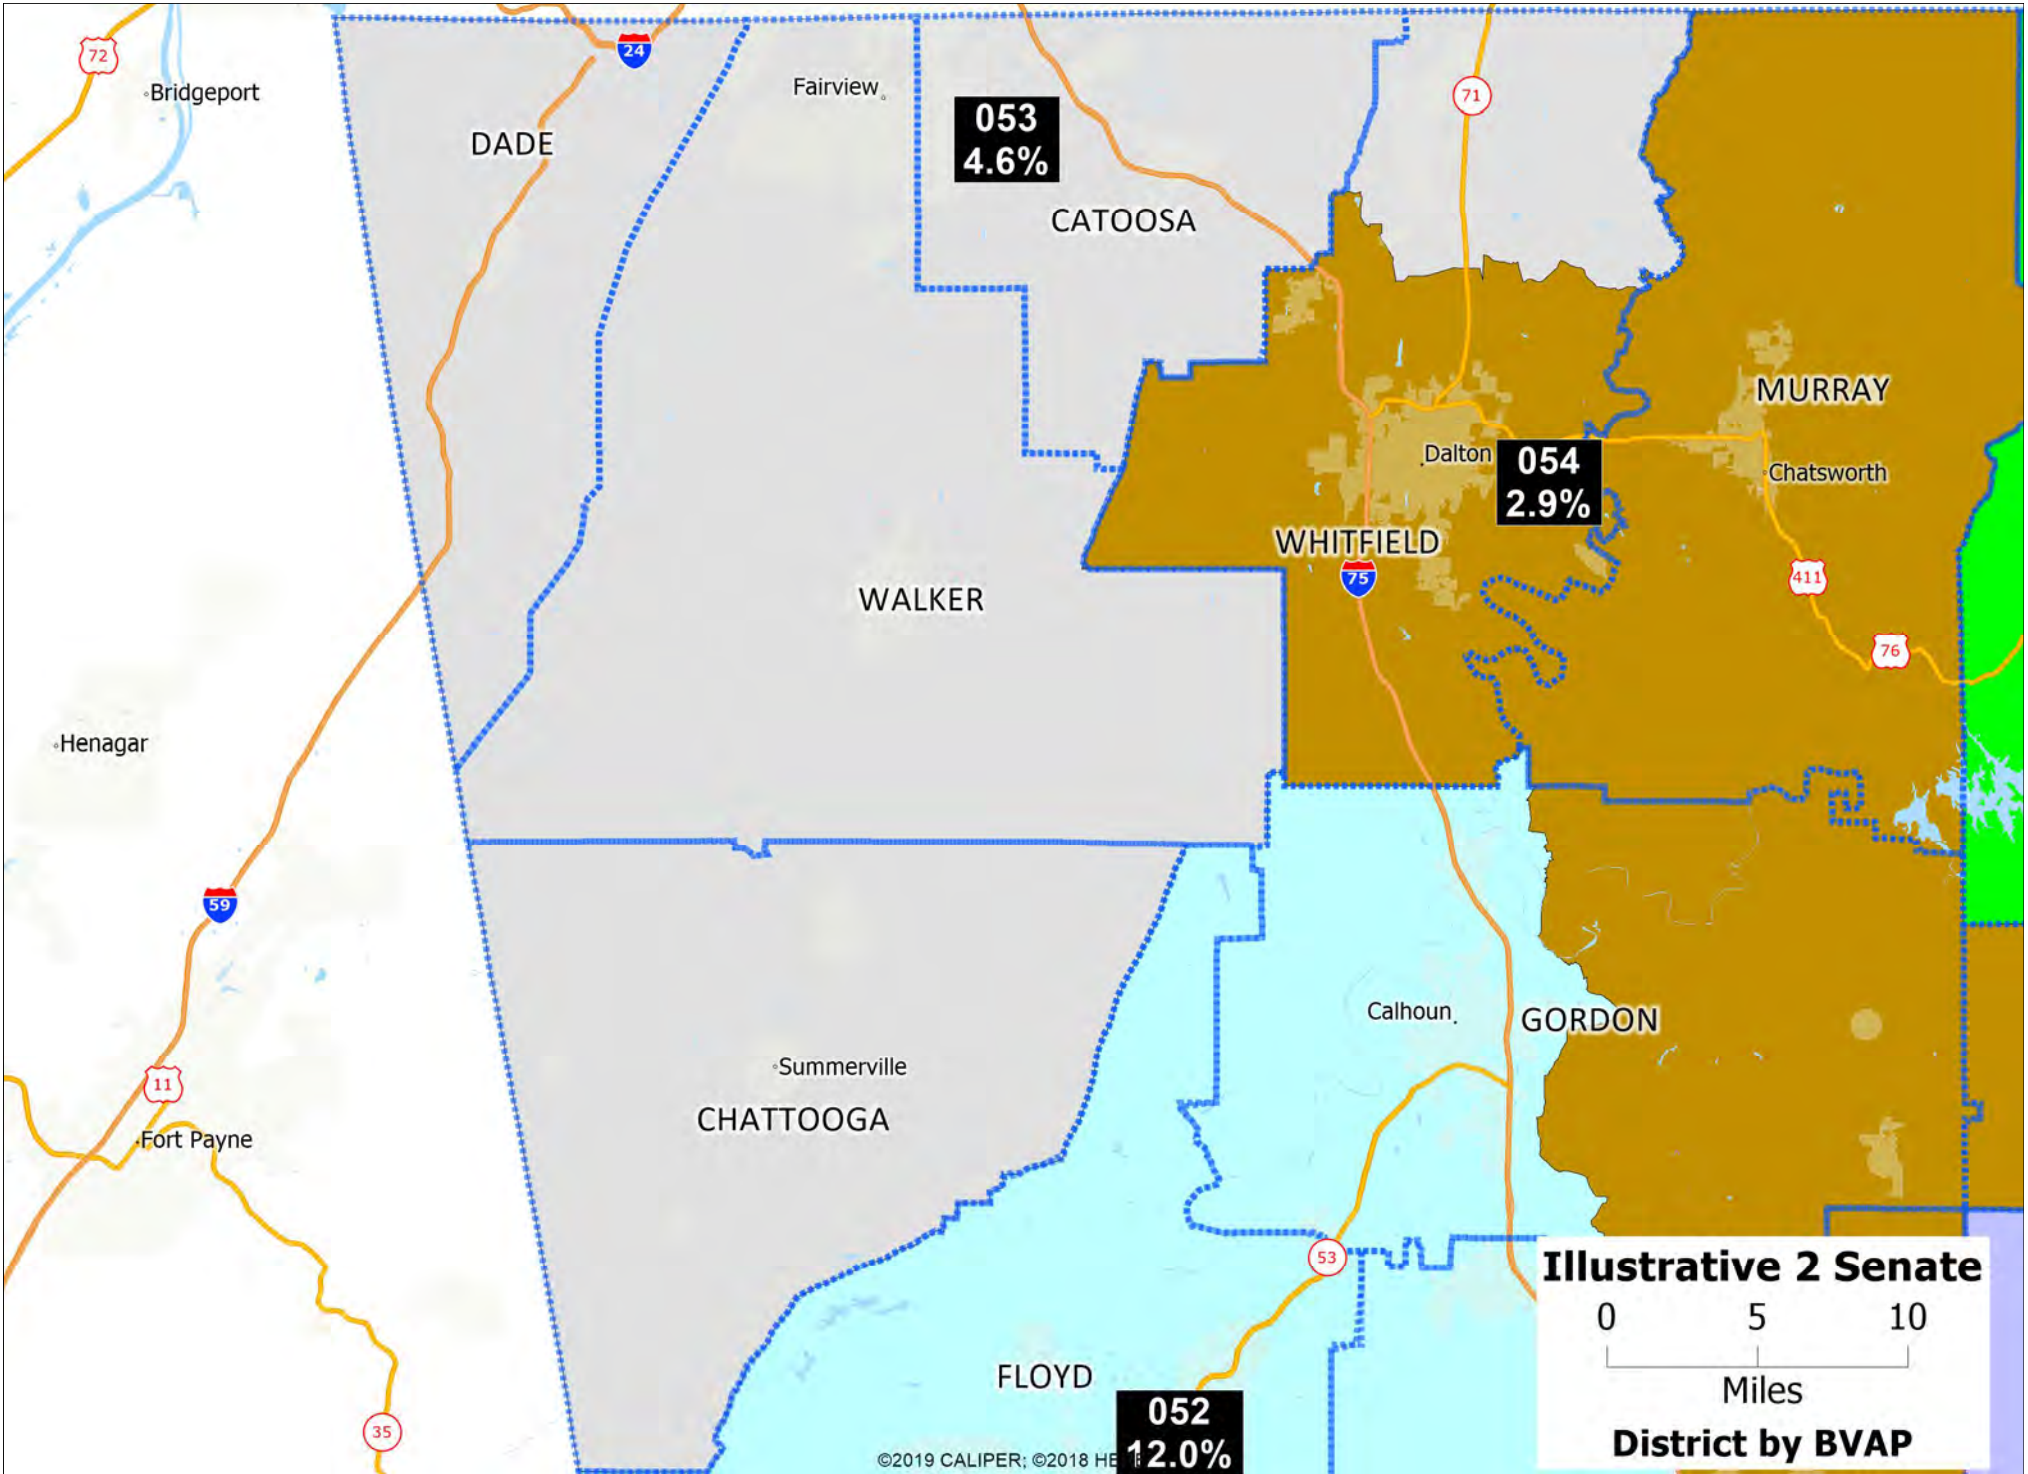 72
24
Bridgeport
Fairview
71
053
4.6%
DADE
CATOOSA
MURRAY
Dalton
054
2.9%
Chatsworth
WHITFIELD
75
411
WALKER
76
Henagar
59
Calhoun
GORDON
Summerville
11
CHATTOOGA
Fort Payne
53
Illustrative 2 Senate
0 5 10
Miles
District by BVAP
FLOYD
052
12.0%
35
©2019 CALIPER; ©2018 HE